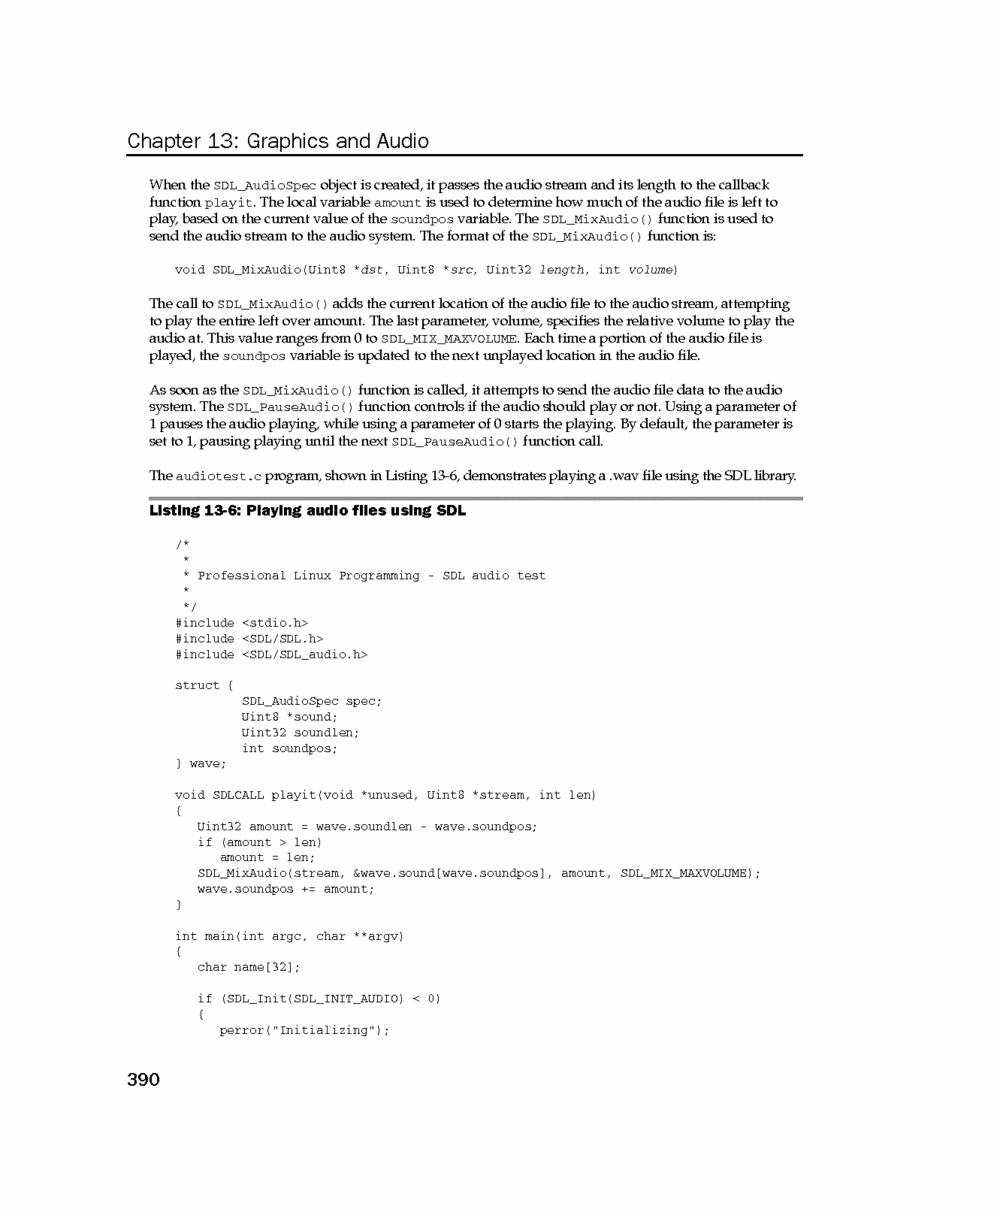 Chapter 13: Graphics and Audio
When the SDL_AudioSpec object is created, it passes the audio stream and its length to the callback
function playit. The local variable amount is used to determine how much of the audio file is left to
play, based on the current value of the soundpos variable. The SDL_MixAudio() function is used to
send the audio stream to the audio system. The format of the SDL_MixAudio() function is:
void SDL_MixAudio(Uint8 *dst, Uint8 *src, Uint32 length, int volume)
The call to SDL_MixAudio() adds the current location of the audio file to the audio stream, attempting
to play the entire left over amount. The last parameter, volume, specifies the relative volume to play the
audio at. This value ranges from 0 to SDL_MIX_MAXVOLUME. Each time a portion of the audio file is
played, the soundpos variable is updated to the next unplayed location in the audio file.
As soon as the SDL_MixAudio() function is called, it attempts to send the audio file data to the audio
system. The SDL_PauseAudio() function controls if the audio should play or not. Using a parameter of
1 pauses the audio playing, while using a parameter of 0 starts the playing. By default, the parameter is
set to 1, pausing playing until the next SDL_PauseAudio() function call.
The audiotest.c program, shown in Listing 13-6, demonstrates playing a .wav file using the SDL library.
Listing 13-6: Playing audio files using SDL
/*
 *
 * Professional Linux Programming - SDL audio test
 *
 */
#include <stdio.h>
#include <SDL/SDL.h>
#include <SDL/SDL_audio.h>
struct {
         SDL_AudioSpec spec;
         Uint8 *sound;
         Uint32 soundlen;
         int soundpos;
} wave;
void SDLCALL playit(void *unused, Uint8 *stream, int len)
{
   Uint32 amount = wave.soundlen - wave.soundpos;
   if (amount > len)
      amount = len;
   SDL_MixAudio(stream, &wave.sound[wave.soundpos], amount, SDL_MIX_MAXVOLUME);
   wave.soundpos += amount;
}
int main(int argc, char **argv)
{
   char name[32];
   if (SDL_Init(SDL_INIT_AUDIO) < 0)
   {
      perror("Initializing");
390